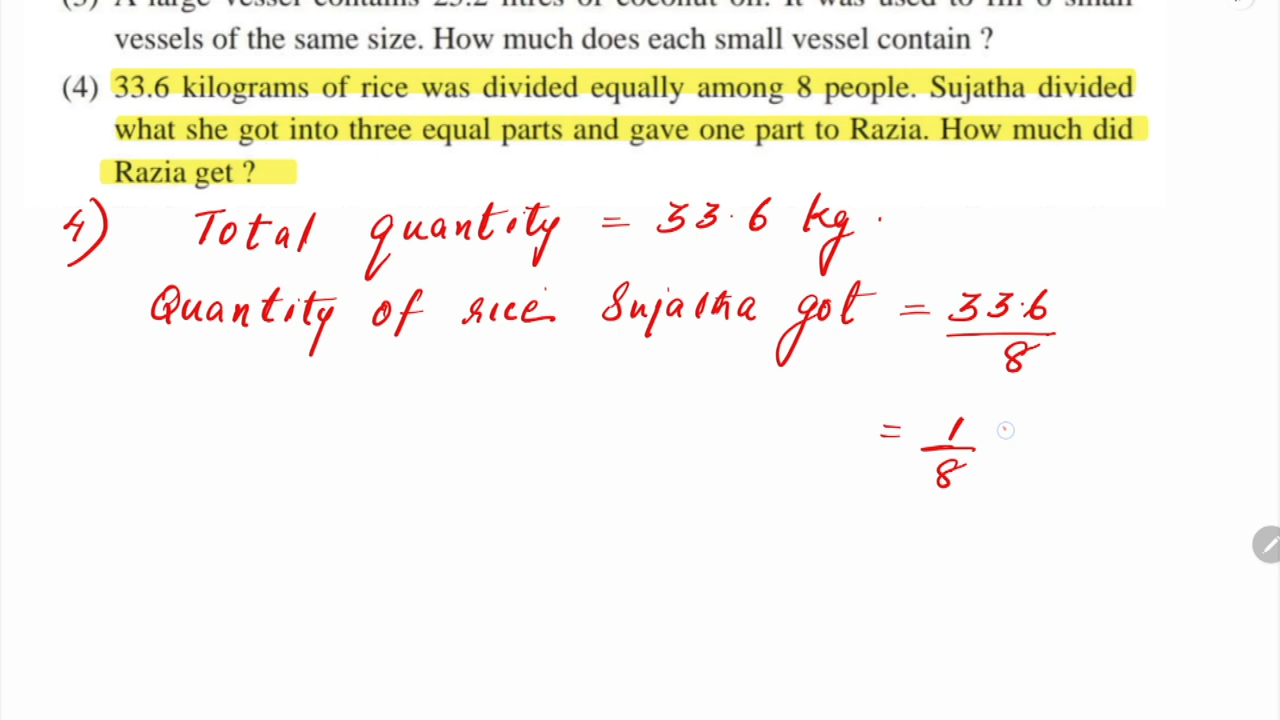 vessels of the same size. How much does each small vessel contain ?
(4) 33.6 kilograms of rice was divided equally among 8 people. Sujatha divided
what she got into three equal parts and gave one part to Razia. How much did
Razia get ?
4) Total quantity = 33.6 kg.
Quantity of rice Sujatha got = 33.6/8
= 1/8